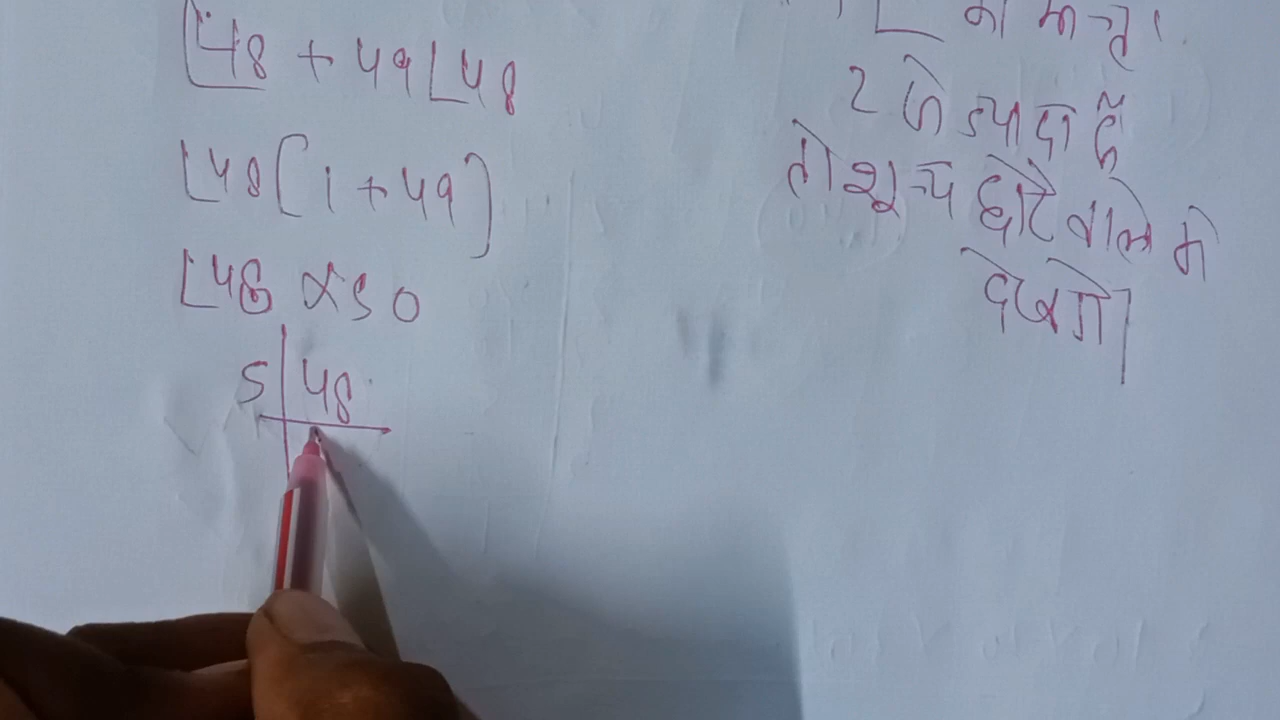 ∟48 + 49∟48
∟48[1+49]
∟48 × 50
5 | 48
∟ का
2 से ज्यादा हैं
तो शून्य छोटे वाले में
देखेगे।